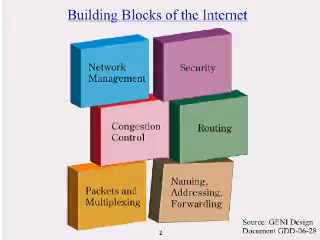 Building Blocks of the Internet
Network
Management
Security
Congestion
Control
Routing
Packets and
Multiplexing
Naming,
Addressing,
Forwarding
Source: GENI Design
Document GDD-06-28
2